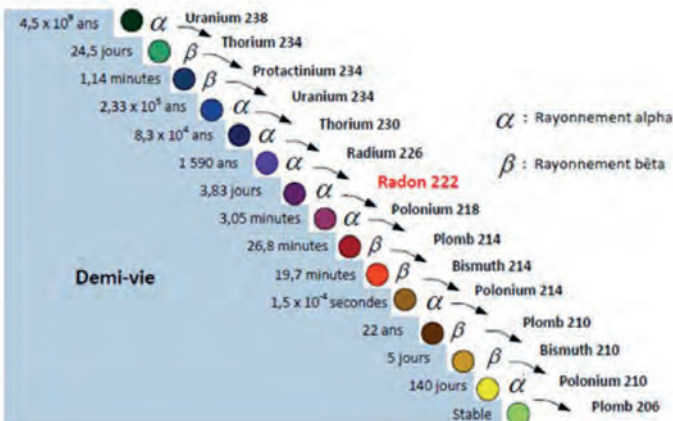 4,5 x 10⁹ ans α Uranium 238
24,5 jours β Thorium 234
1,14 minutes β Protactinium 234
2,33 x 10⁵ ans α Uranium 234
8,3 x 10⁴ ans α Thorium 230
1 590 ans α Radium 226
3,83 jours α Radon 222
3,05 minutes α Polonium 218
26,8 minutes β Plomb 214
19,7 minutes β Bismuth 214
1,5 x 10⁻⁴ secondes α Polonium 214
22 ans β Plomb 210
5 jours β Bismuth 210
140 jours α Polonium 210
Stable Plomb 206
Demi-vie
α : Rayonnement alpha
β : Rayonnement bêta